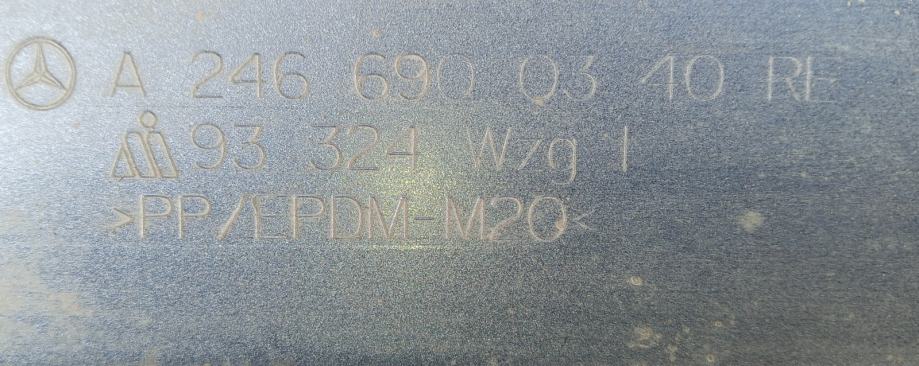 A 246 690 03 40 RE
93 324 Wzg 1
>PP/EPDM-M20<